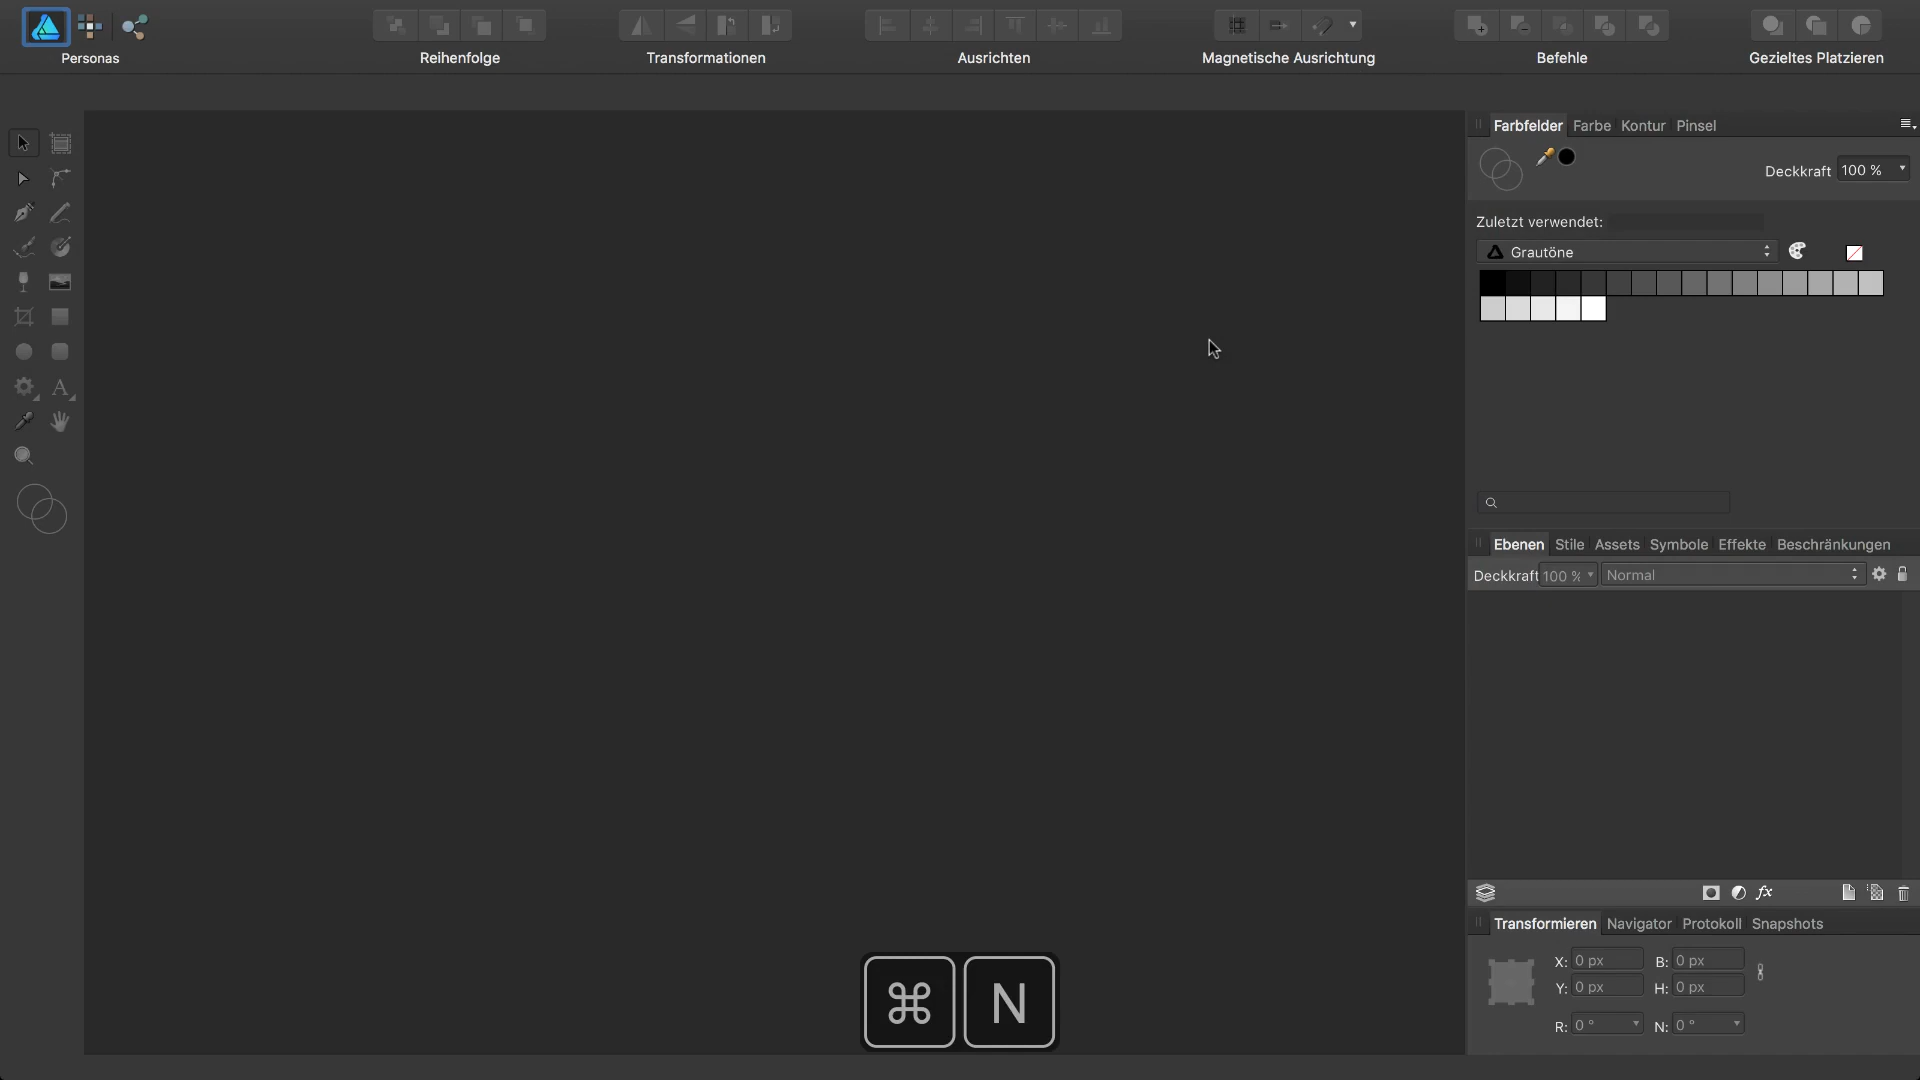 Personas
Reihenfolge
Transformationen
Ausrichten
Magnetische Ausrichtung
Befehle
Gezieltes Platzieren
Farbfelder Farbe Kontur Pinsel
Deckkraft 100 %
Zuletzt verwendet:
Grautöne
Ebenen Stile Assets Symbole Effekte Beschränkungen
Deckkraft 100 % Normal
fx
Transformieren Navigator Protokoll Snapshots
X: 0 px B: 0 px
Y: 0 px H: 0 px
R: 0 ° N: 0 °
A
⌘ N